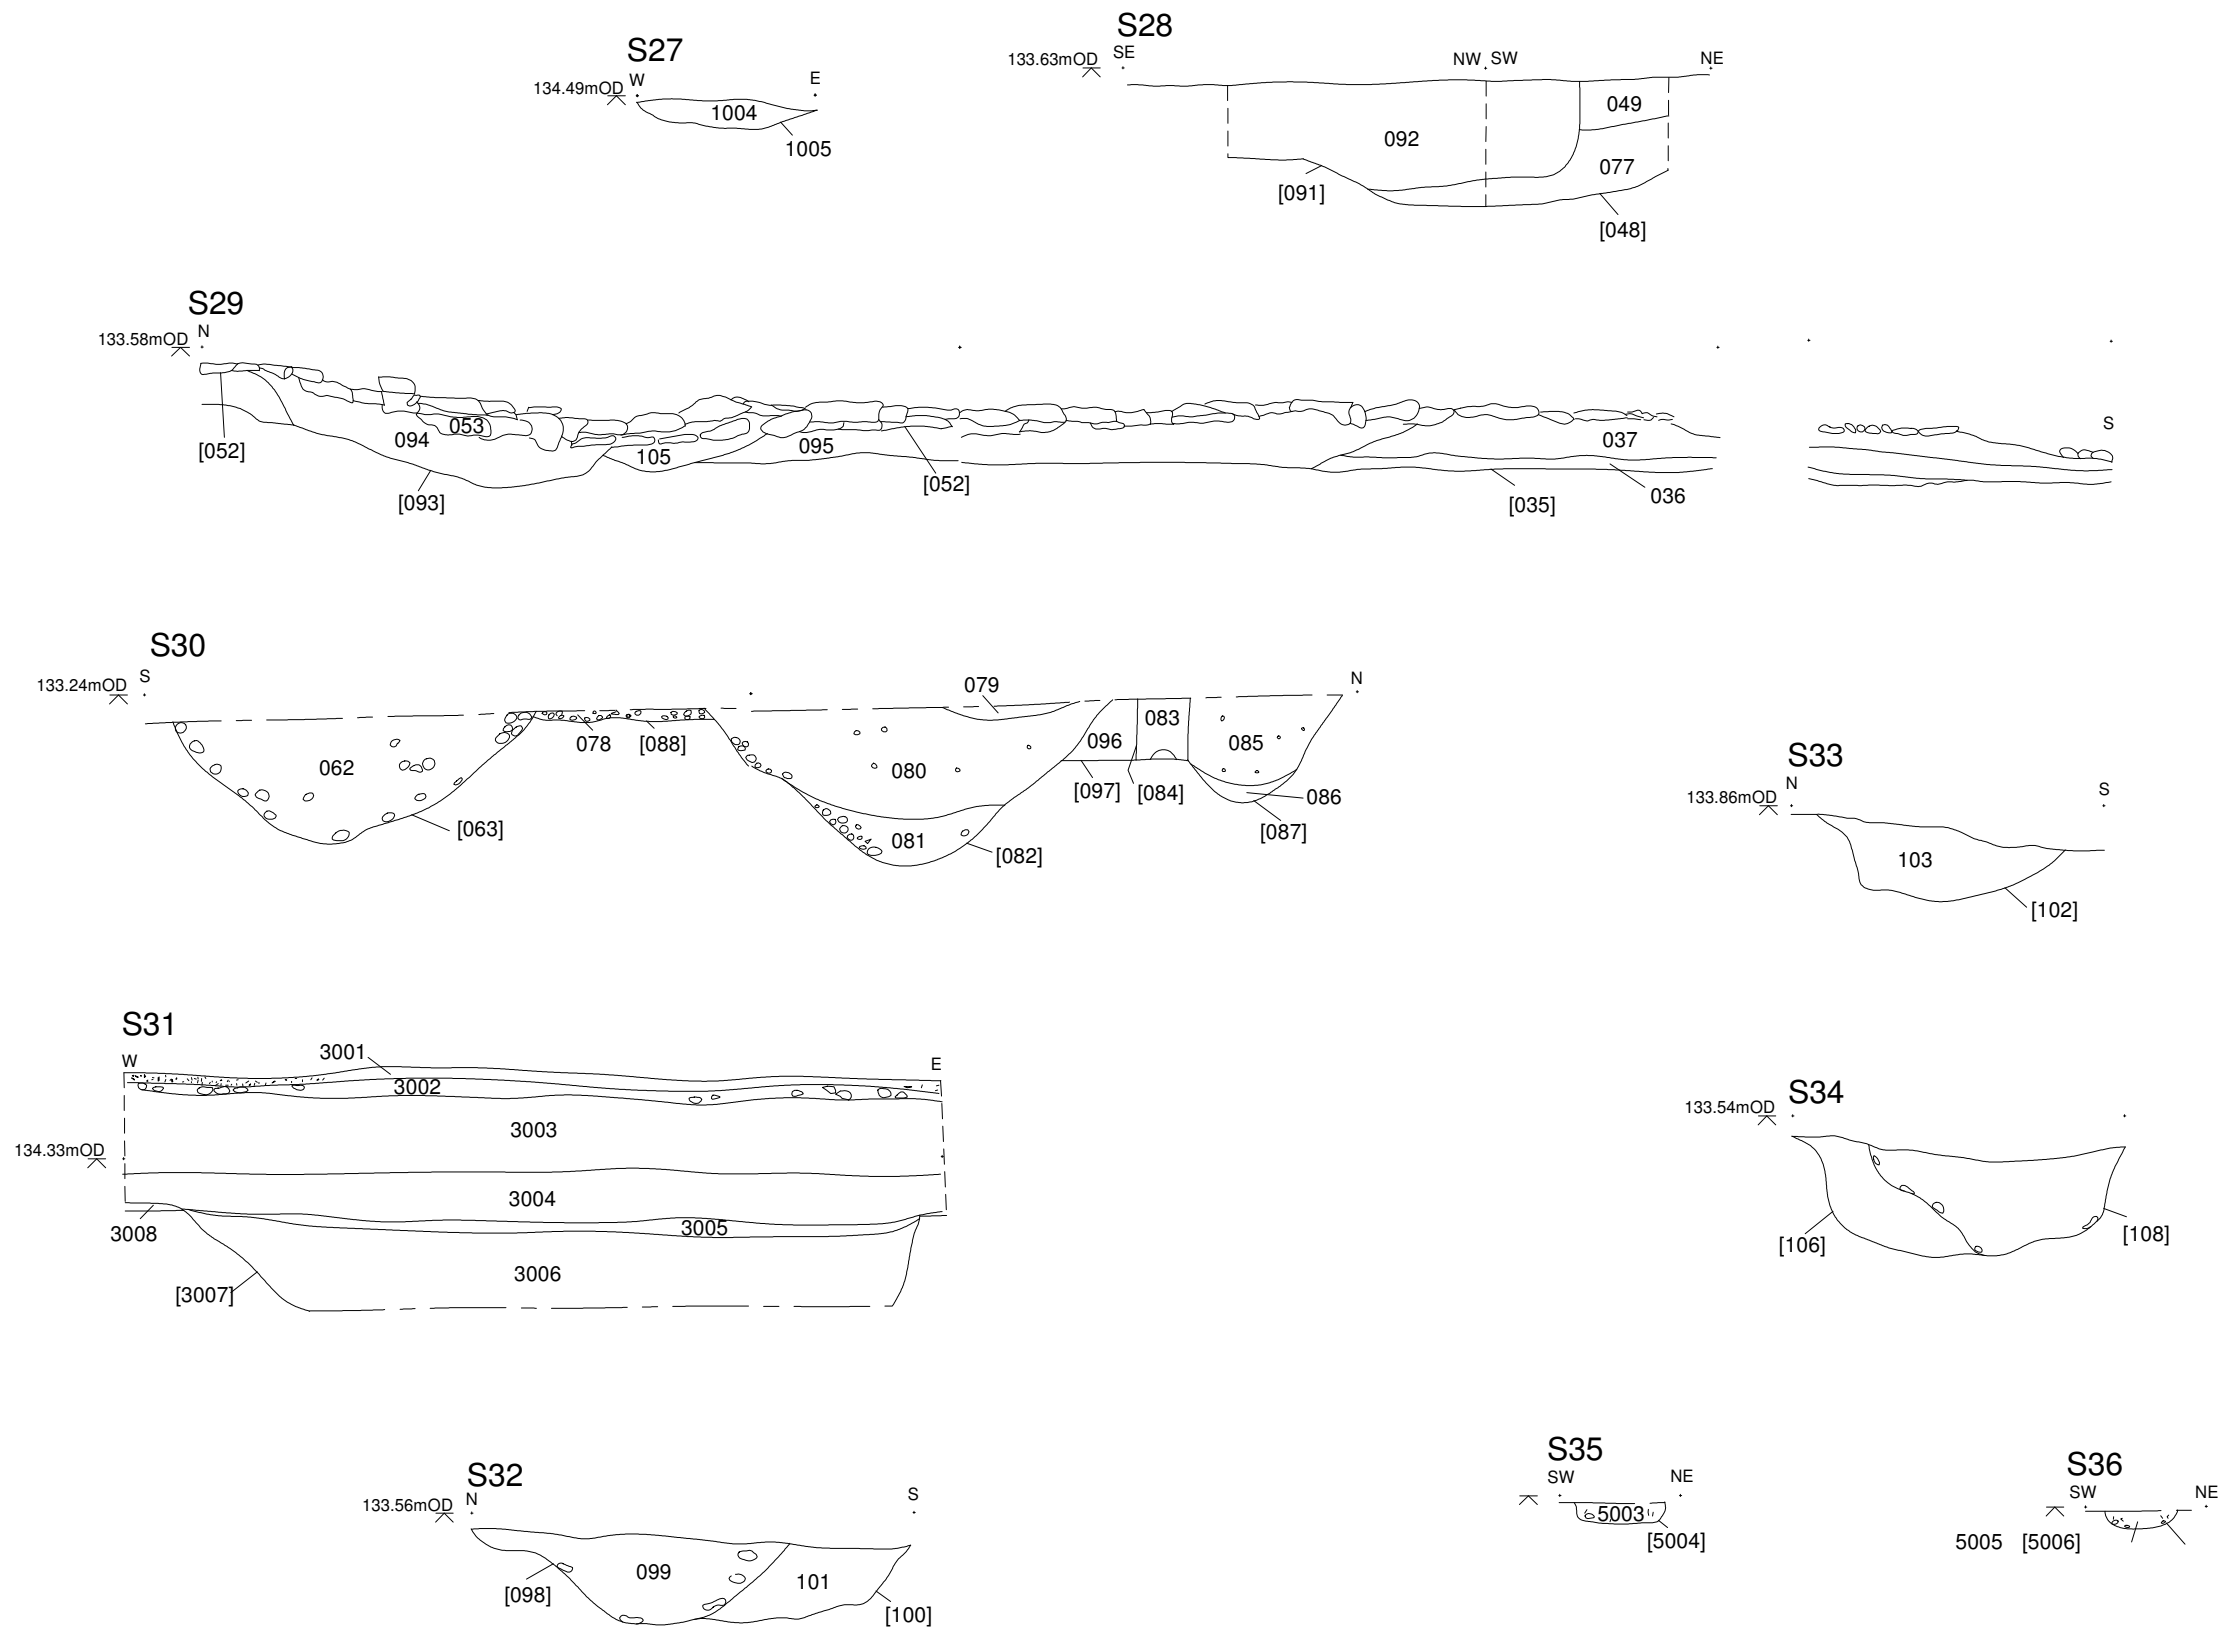 S27
134.49mOD W E
1004
1005
S28
133.63mOD SE NW SW NE
049
092
077
[091]
[048]
S29
133.58mOD N S
[052] 094 053 105 095 037
[093] [052] [035] 036
S30
133.24mOD S N
079
078 [088] 083
062 096 085
080
[097] [084] 086
[063] 081 [082] [087]
S33
133.86mOD N S
103
[102]
S31
W E
3001
3002
3003
134.33mOD
3004
3008 3005
3006
[3007]
S34
133.54mOD
[106] [108]
S32
133.56mOD N S
099
101
[098]
[100]
S35
SW NE
5003
[5004]
S36
SW NE
5005 [5006]